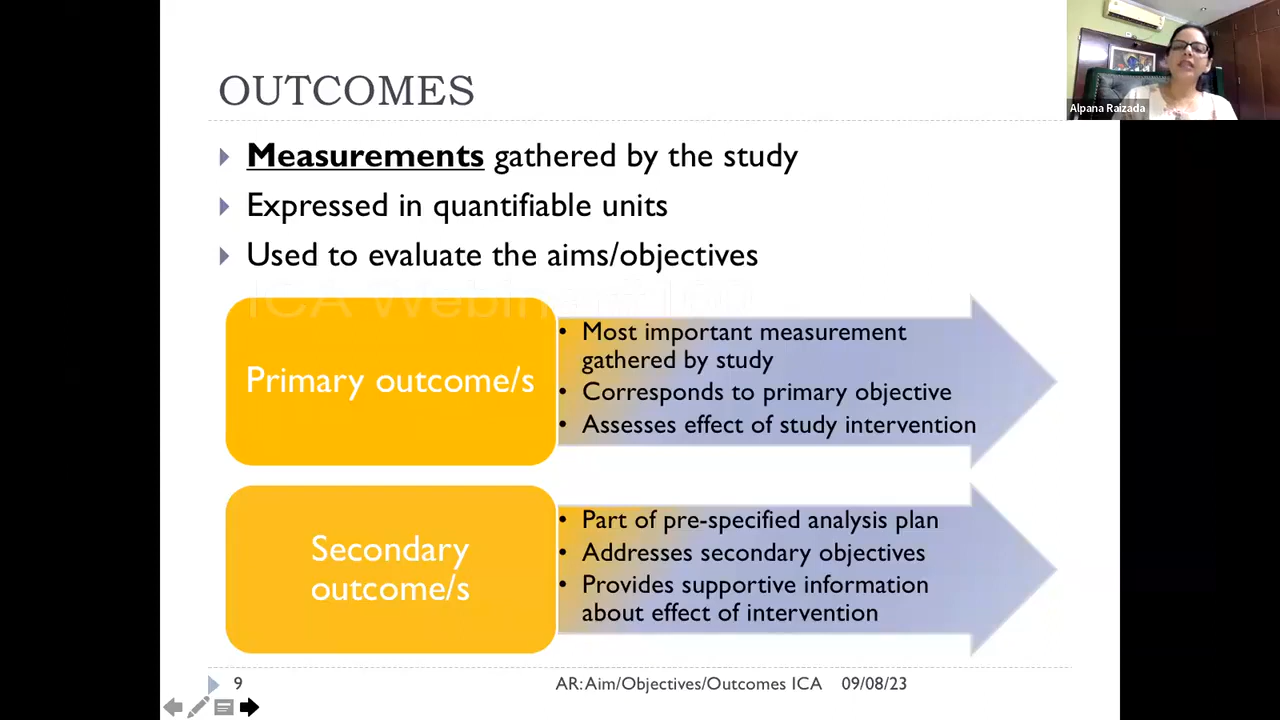 OUTCOMES
Alpana Raizada
Measurements gathered by the study
Expressed in quantifiable units
Used to evaluate the aims/objectives
Primary outcome/s
• Most important measurement
gathered by study
• Corresponds to primary objective
• Assesses effect of study intervention
Secondary
outcome/s
• Part of pre-specified analysis plan
• Addresses secondary objectives
• Provides supportive information
about effect of intervention
9
AR: Aim/Objectives/Outcomes ICA
09/08/23